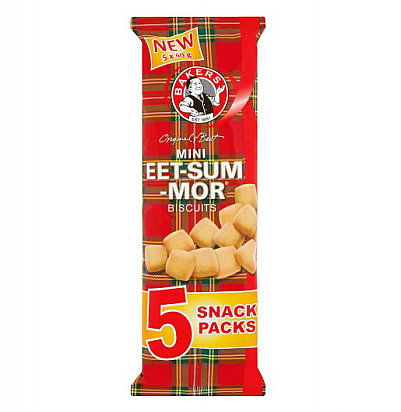 NEW
5 x 40 g
BAKERS
EST 1851
Original & Best
MINI
EET-SUM
-MOR®
BISCUITS
5 SNACK
PACKS